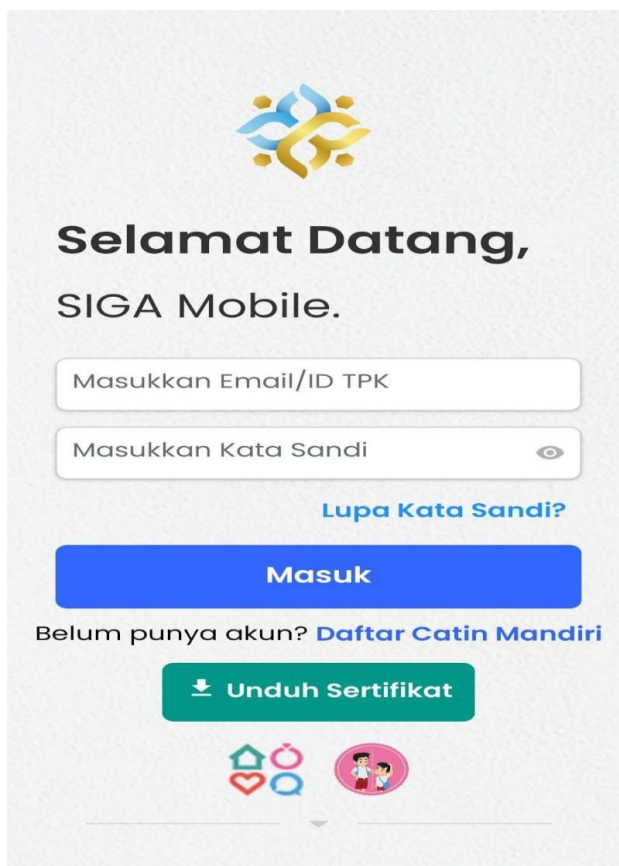 Selamat Datang,
SIGA Mobile.
Masukkan Email/ID TPK
Masukkan Kata Sandi
Lupa Kata Sandi?
Masuk
Belum punya akun? Daftar Catin Mandiri
Unduh Sertifikat